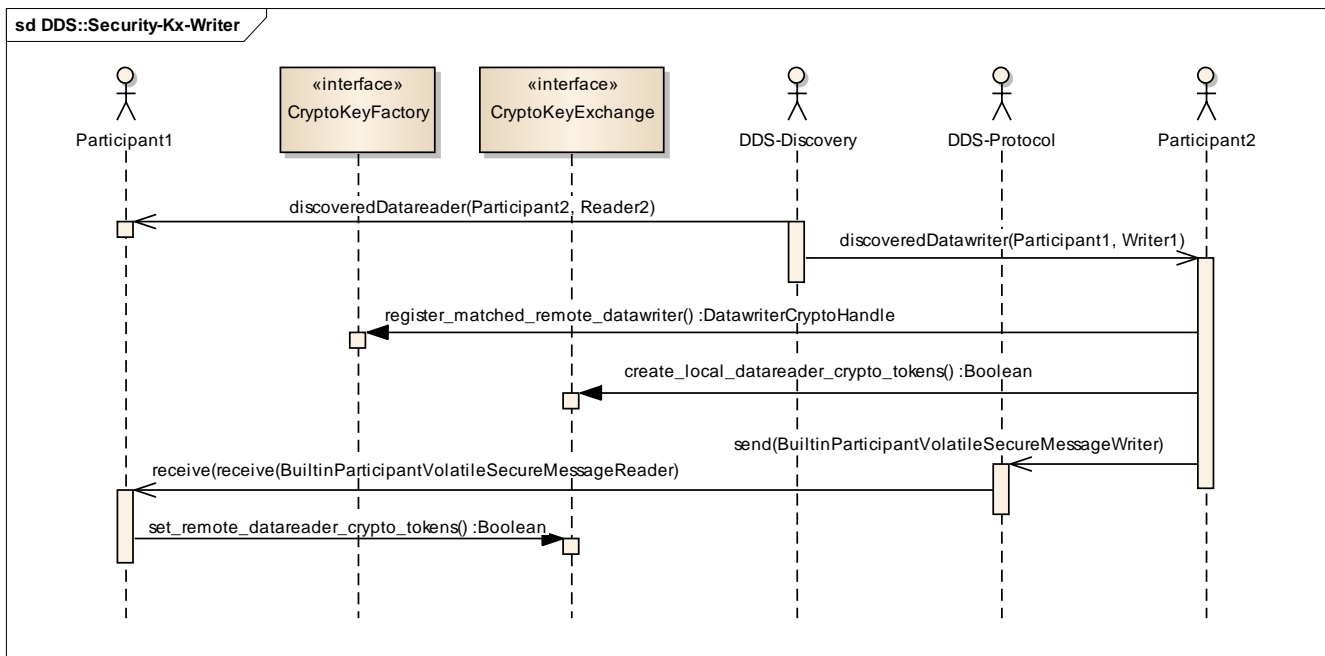 sd DDS::Security-Kx-Writer
«interface»
CryptoKeyFactory
«interface»
CryptoKeyExchange
Participant1
DDS-Discovery
DDS-Protocol
Participant2
discoveredDatareader(Participant2, Reader2)
discoveredDatawriter(Participant1, Writer1)
register_matched_remote_datawriter() :DatawriterCryptoHandle
create_local_datareader_crypto_tokens() :Boolean
send(BuiltinParticipantVolatileSecureMessageWriter)
receive(receive(BuiltinParticipantVolatileSecureMessageReader)
set_remote_datareader_crypto_tokens() :Boolean